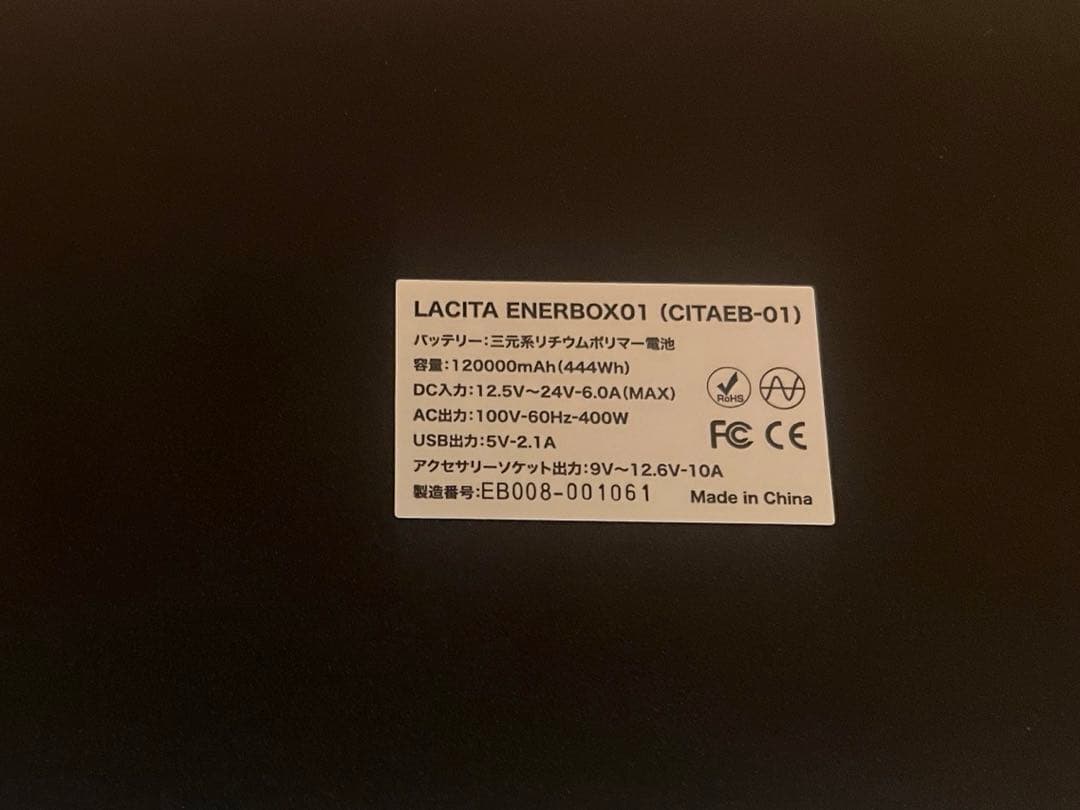 LACITA ENERBOX01 (CITAEB-01)
バッテリー:三元系リチウムポリマー電池
容量:120000mAh(444Wh)
DC入力:12.5V~24V-6.0A(MAX)
AC出力:100V-60Hz-400W
USB出力:5V-2.1A
アクセサリーソケット出力:9V~12.6V-10A
製造番号:EB008-001061
RoHS
FC CE
Made in China